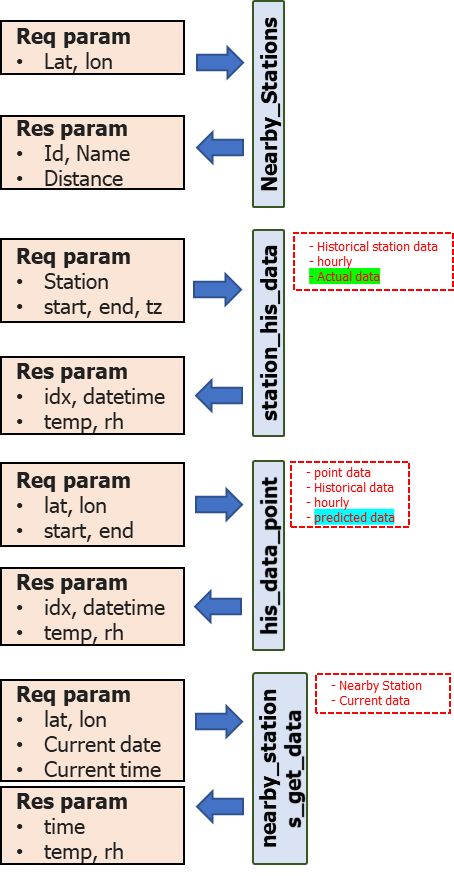 Req param
• Lat, lon
Nearby_Stations
Res param
• Id, Name
• Distance
Req param
• Station
• start, end, tz
station_his_data
- Historical station data
- hourly
- Actual data
Res param
• idx, datetime
• temp, rh
Req param
• lat, lon
• start, end
his_data_point
- point data
- Historical data
- hourly
- predicted data
Res param
• idx, datetime
• temp, rh
Req param
• lat, lon
• Current date
• Current time
nearby_station
s_get_data
- Nearby Station
- Current data
Res param
• time
• temp, rh